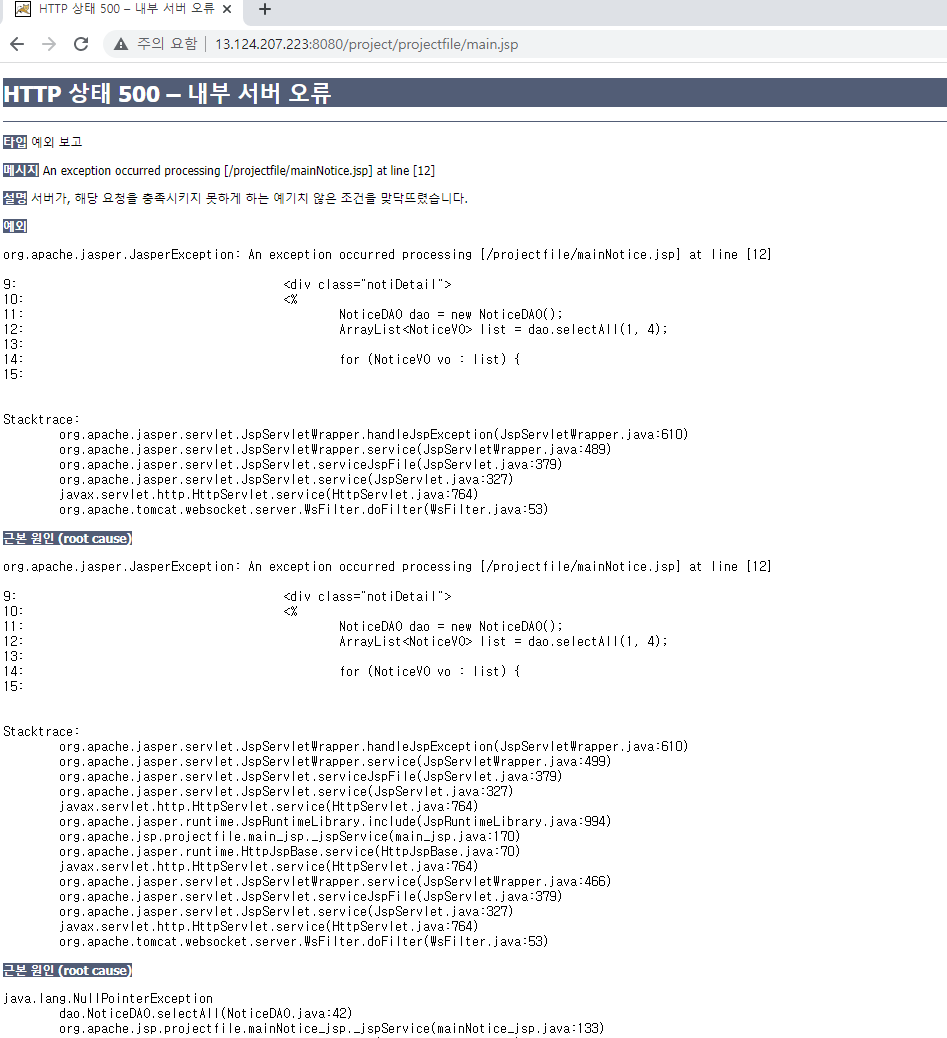 HTTP 상태 500 – 내부 서버 오류
주의 요함 13.124.207.223:8080/project/projectfile/main.jsp
HTTP 상태 500 – 내부 서버 오류
타입 예외 보고
메시지 An exception occurred processing [/projectfile/mainNotice.jsp] at line [12]
설명 서버가, 해당 요청을 충족시키지 못하게 하는 예기치 않은 조건을 맞닥뜨렸습니다.
예외
org.apache.jasper.JasperException: An exception occurred processing [/projectfile/mainNotice.jsp] at line [12]
9: <div class="notiDetail">
10: <%
11: NoticeDAO dao = new NoticeDAO();
12: ArrayList<NoticeVO> list = dao.selectAll(1, 4);
13:
14: for (NoticeVO vo : list) {
15:
Stacktrace:
org.apache.jasper.servlet.JspServletWrapper.handleJspException(JspServletWrapper.java:610)
org.apache.jasper.servlet.JspServletWrapper.service(JspServletWrapper.java:489)
org.apache.jasper.servlet.JspServlet.serviceJspFile(JspServlet.java:379)
org.apache.jasper.servlet.JspServlet.service(JspServlet.java:327)
javax.servlet.http.HttpServlet.service(HttpServlet.java:764)
org.apache.tomcat.websocket.server.WsFilter.doFilter(WsFilter.java:53)
근본 원인 (root cause)
org.apache.jasper.JasperException: An exception occurred processing [/projectfile/mainNotice.jsp] at line [12]
9: <div class="notiDetail">
10: <%
11: NoticeDAO dao = new NoticeDAO();
12: ArrayList<NoticeVO> list = dao.selectAll(1, 4);
13:
14: for (NoticeVO vo : list) {
15:
Stacktrace:
org.apache.jasper.servlet.JspServletWrapper.handleJspException(JspServletWrapper.java:610)
org.apache.jasper.servlet.JspServletWrapper.service(JspServletWrapper.java:499)
org.apache.jasper.servlet.JspServlet.serviceJspFile(JspServlet.java:379)
org.apache.jasper.servlet.JspServlet.service(JspServlet.java:327)
javax.servlet.http.HttpServlet.service(HttpServlet.java:764)
org.apache.jasper.runtime.JspRuntimeLibrary.include(JspRuntimeLibrary.java:994)
org.apache.jsp.projectfile.main_jsp._jspService(main_jsp.java:170)
org.apache.jasper.runtime.HttpJspBase.service(HttpJspBase.java:70)
javax.servlet.http.HttpServlet.service(HttpServlet.java:764)
org.apache.jasper.servlet.JspServletWrapper.service(JspServletWrapper.java:466)
org.apache.jasper.servlet.JspServlet.serviceJspFile(JspServlet.java:379)
org.apache.jasper.servlet.JspServlet.service(JspServlet.java:327)
javax.servlet.http.HttpServlet.service(HttpServlet.java:764)
org.apache.tomcat.websocket.server.WsFilter.doFilter(WsFilter.java:53)
근본 원인 (root cause)
java.lang.NullPointerException
dao.NoticeDAO.selectAll(NoticeDAO.java:42)
org.apache.jsp.projectfile.mainNotice_jsp._jspService(mainNotice_jsp.java:133)